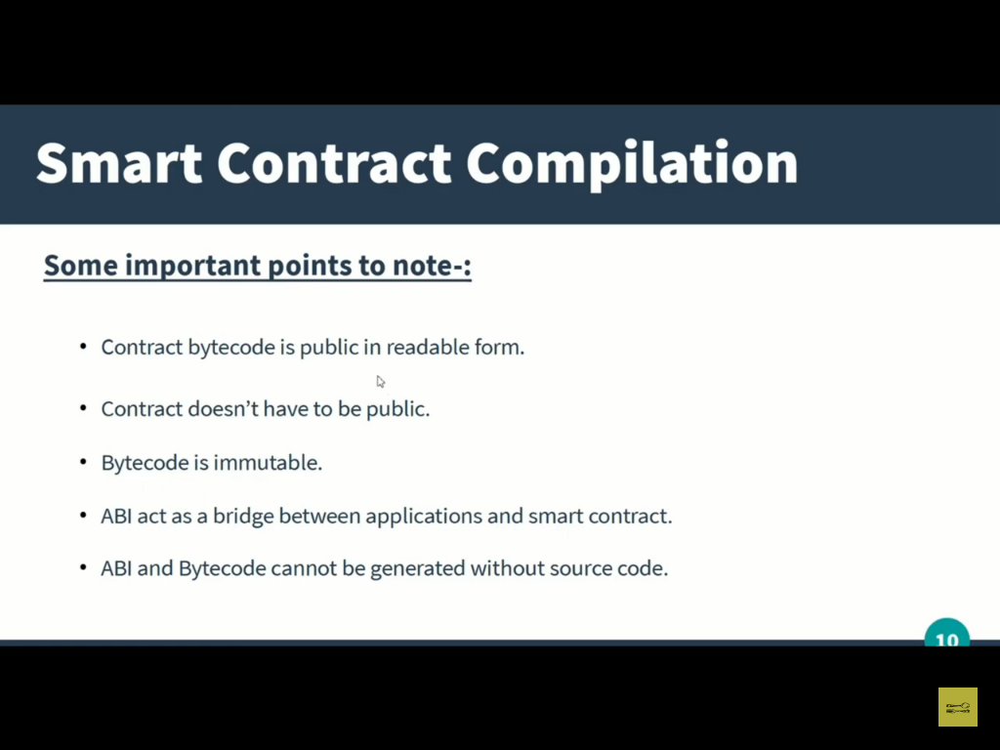 Smart Contract Compilation
Some important points to note-:
• Contract bytecode is public in readable form.
• Contract doesn’t have to be public.
• Bytecode is immutable.
• ABI act as a bridge between applications and smart contract.
• ABI and Bytecode cannot be generated without source code.
10